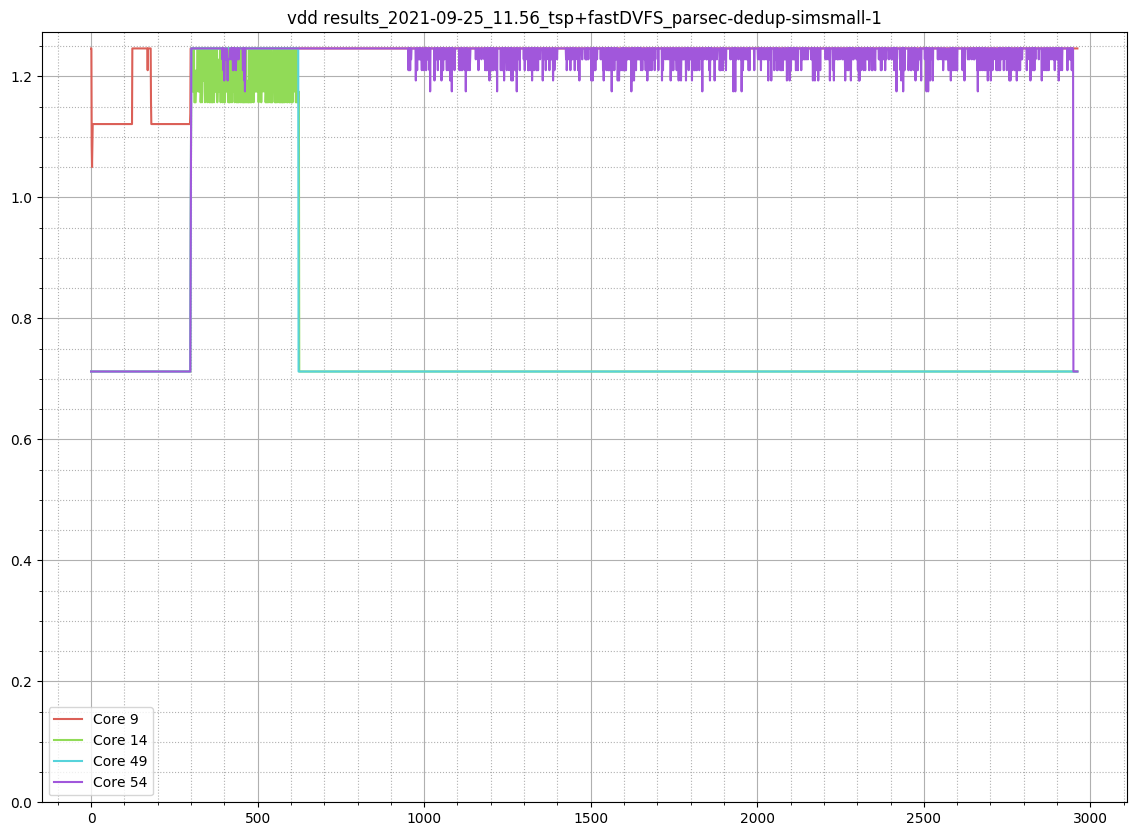 vdd results_2021-09-25_11.56_tsp+fastDVFS_parsec-dedup-simsmall-1
1.2
1.0
0.8
0.6
0.4
0.2
0.0
Core 9
Core 14
Core 49
Core 54
0 500 1000 1500 2000 2500 3000